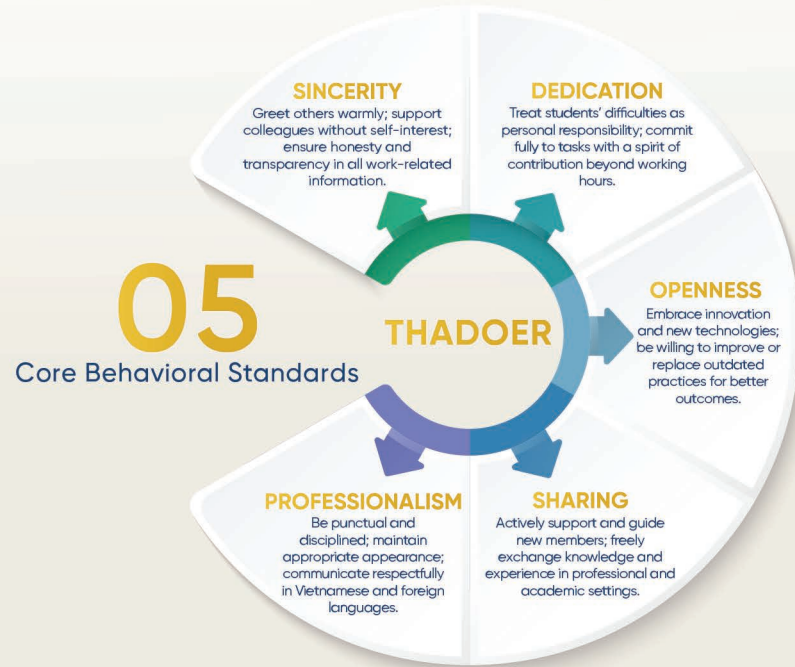 05
Core Behavioral Standards
THADOER
SINCERITY
Greet others warmly; support
colleagues without self-interest;
ensure honesty and
transparency in all work-related
information.
DEDICATION
Treat students' difficulties as
personal responsibility; commit
fully to tasks with a spirit of
contribution beyond working
hours.
OPENNESS
Embrace innovation
and new technologies;
be willing to improve or
replace outdated
practices for better
outcomes.
SHARING
Actively support and guide
new members; freely
exchange knowledge and
experience in professional and
academic settings.
PROFESSIONALISM
Be punctual and
disciplined; maintain
appropriate appearance;
communicate respectfully
in Vietnamese and foreign
languages.